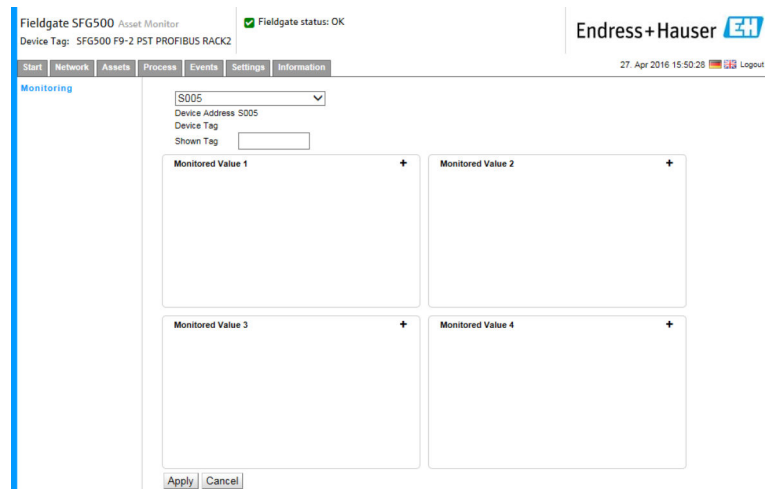 Fieldgate SFG500 Asset Monitor
Device Tag: SFG500 F9-2 PST PROFIBUS RACK2
Fieldgate status: OK
Endress+Hauser EH
Start Network Assets Process Events Settings Information
27. Apr 2016 15:50:28 Logout
Monitoring
S005
Device Address S005
Device Tag
Shown Tag
Monitored Value 1 +
Monitored Value 2 +
Monitored Value 3 +
Monitored Value 4 +
Apply Cancel